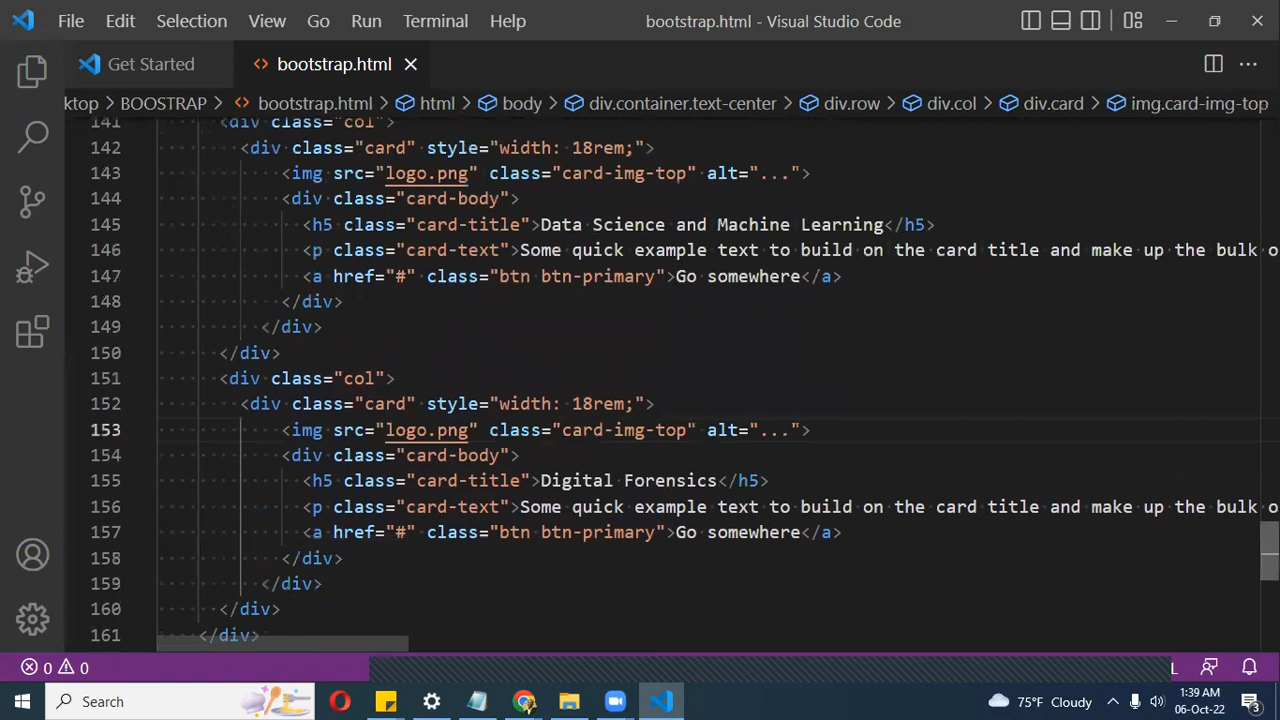 File Edit Selection View Go Run Terminal Help bootstrap.html - Visual Studio Code
Get Started bootstrap.html
ktop > BOOSTRAP > bootstrap.html > html > body > div.container.text-center > div.row > div.col > div.card > img.card-img-top
141 <div class="col">
142 <div class="card" style="width: 18rem;">
143 <img src="logo.png" class="card-img-top" alt="...">
144 <div class="card-body">
145 <h5 class="card-title">Data Science and Machine Learning</h5>
146 <p class="card-text">Some quick example text to build on the card title and make up the bulk o
147 <a href="#" class="btn btn-primary">Go somewhere</a>
148 </div>
149 </div>
150 </div>
151 <div class="col">
152 <div class="card" style="width: 18rem;">
153 <img src="logo.png" class="card-img-top" alt="...">
154 <div class="card-body">
155 <h5 class="card-title">Digital Forensics</h5>
156 <p class="card-text">Some quick example text to build on the card title and make up the bulk o
157 <a href="#" class="btn btn-primary">Go somewhere</a>
158 </div>
159 </div>
160 </div>
161 </div>
0 0 L
Search 75°F Cloudy 1:39 AM
06-Oct-22 3